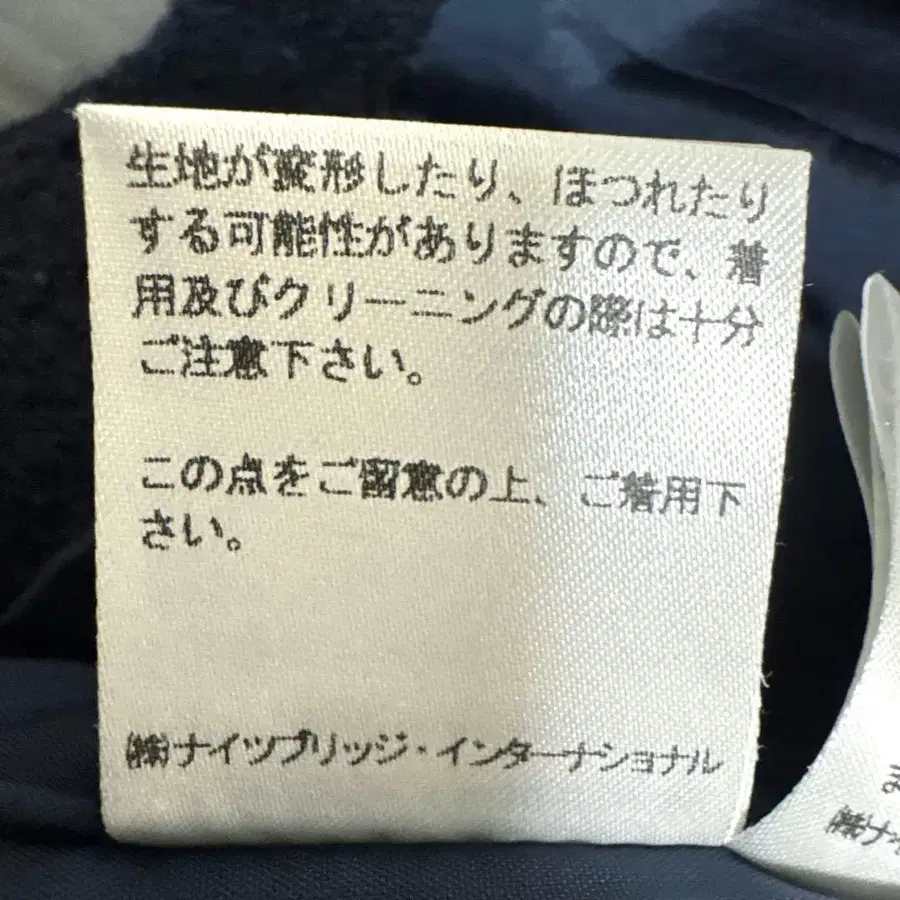 生地が変形したり、ほつれたり
する可能性がありますので、着
用及びクリーニングの際は十分
ご注意下さい。
この点をご留意の上、ご着用下
さい。
㈱ナイツブリッジ・インターナショナル
ま
㈱ナイ